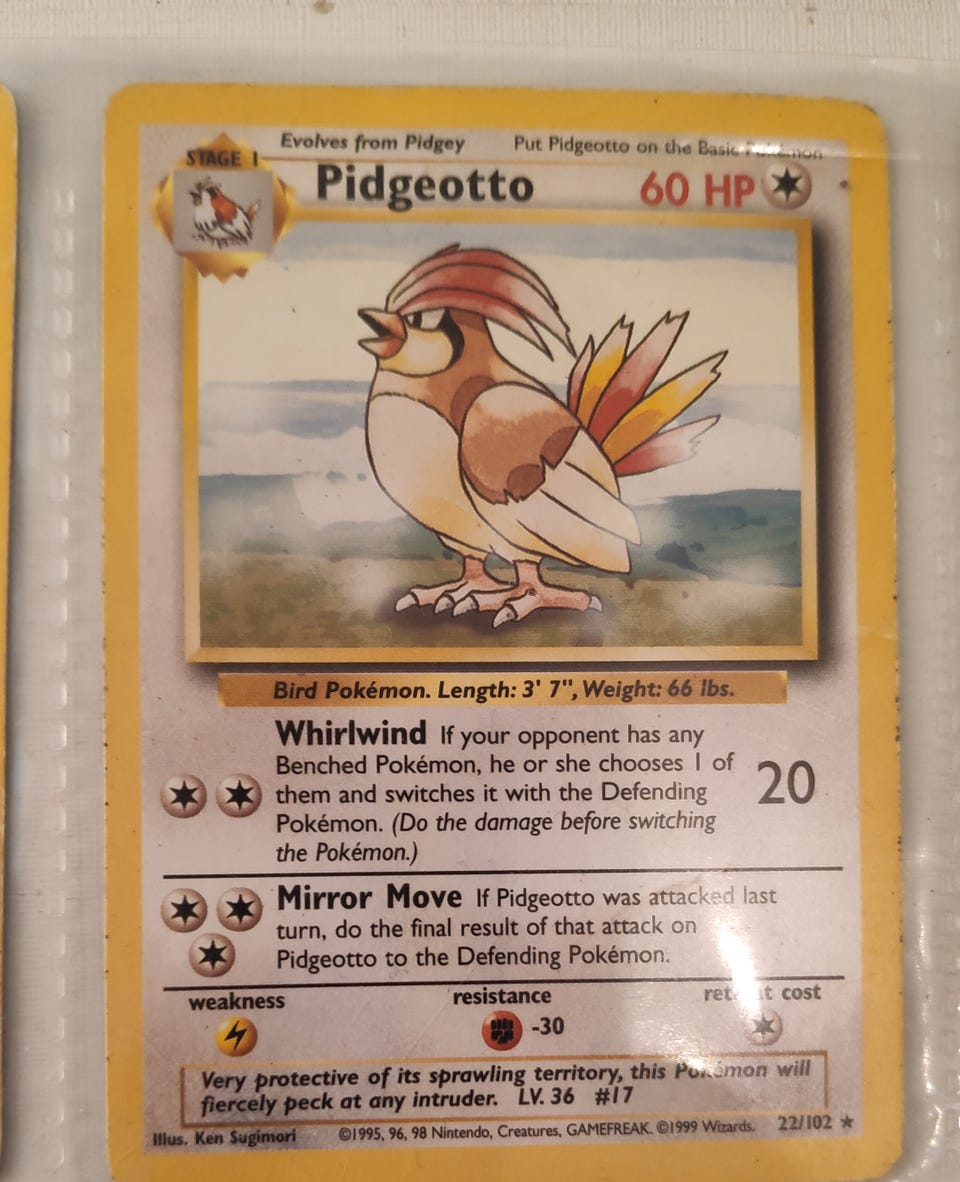 Evolves from Pidgey Put Pidgeotto on the Basic
STAGE 1
Pidgeotto 60 HP
Bird Pokémon. Length: 3' 7", Weight: 66 lbs.
Whirlwind If your opponent has any
Benched Pokémon, he or she chooses 1 of
them and switches it with the Defending
Pokémon. (Do the damage before switching
the Pokémon.)
20
Mirror Move If Pidgeotto was attacked last
turn, do the final result of that attack on
Pidgeotto to the Defending Pokémon.
weakness resistance retreat cost
-30
Very protective of its sprawling territory, this Pokémon will
fiercely peck at any intruder. LV. 36 #17
Illus. Ken Sugimori ©1995, 96, 98 Nintendo, Creatures, GAMEFREAK. ©1999 Wizards. 22/102 ★